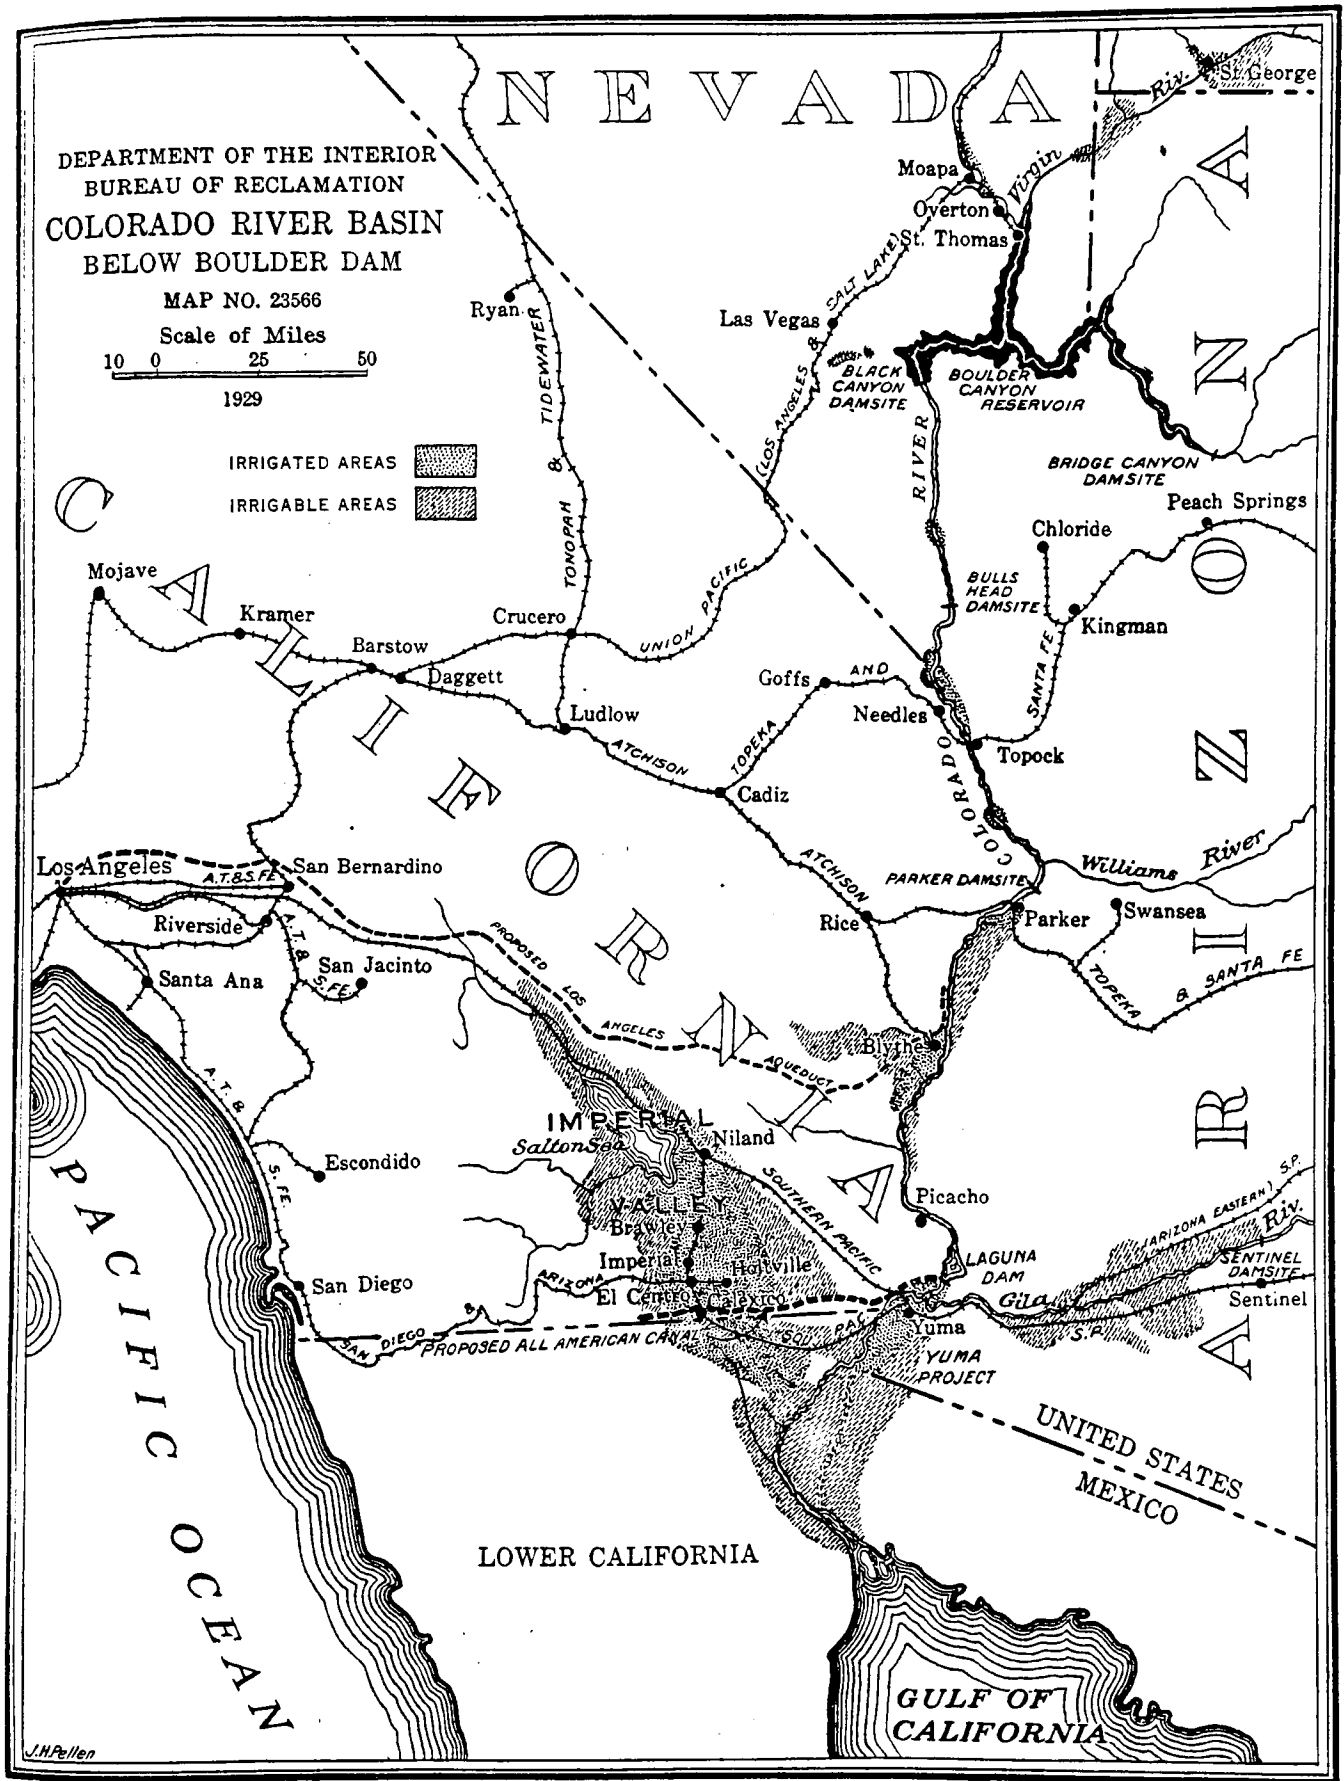 NEVADA
St. George
Riv.
DEPARTMENT OF THE INTERIOR
BUREAU OF RECLAMATION
COLORADO RIVER BASIN
BELOW BOULDER DAM
MAP NO. 23566
Scale of Miles
10 0 25 50
1929
IRRIGATED AREAS
IRRIGABLE AREAS
Moapa
Virgin
Overton
St. Thomas
SALT LAKE)
&
(LOS ANGELES
Las Vegas
Ryan
TONOPAH & TIDEWATER
BLACK
CANYON
DAMSITE
BOULDER
CANYON
RESERVOIR
RIVER
BRIDGE CANYON
DAMSITE
Peach Springs
Chloride
BULLS
HEAD
DAMSITE
Kingman
SANTA FE
CALIFORNIA
ARIZONA
Mojave
Kramer
Barstow
Daggett
Crucero
UNION PACIFIC
Ludlow
Goffs
AND
Needles
Topock
ATCHISON
TOPEKA
Cadiz
COLORADO
Los Angeles
A.T.&S.FE
San Bernardino
ATCHISON
PARKER DAMSITE
Williams River
Rice
Parker
Swansea
Riverside
A.T.& S.FE
San Jacinto
Santa Ana
PROPOSED LOS ANGELES AQUEDUCT
TOPEKA & SANTA FE
Blythe
A.T.& S.FE.
IMPERIAL
Salton Sea
Niland
VALLEY
Escondido
SOUTHERN PACIFIC
Picacho
Brawley
Imperial
Holtville
El Centro
Calexico
San Diego
SAN DIEGO & ARIZONA
PROPOSED ALL AMERICAN CANAL
SOU. PAC.
LAGUNA
DAM
(ARIZONA EASTERN) S.P.
Gila Riv.
SENTINEL
DAMSITE
Sentinel
S.P.
Yuma
YUMA
PROJECT
UNITED STATES
MEXICO
LOWER CALIFORNIA
PACIFIC OCEAN
GULF OF
CALIFORNIA
J.H.Pellen